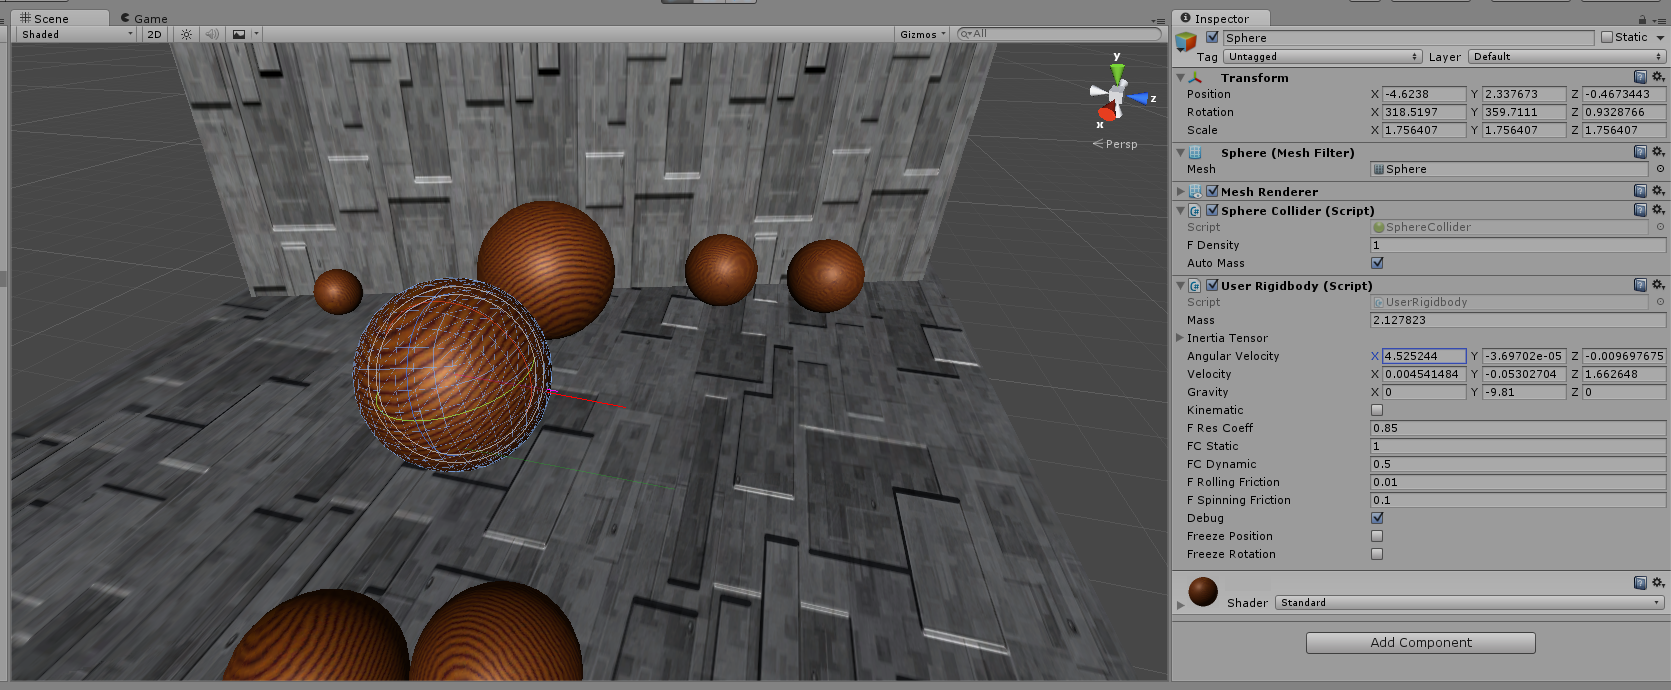 Scene Game
Shaded 2D Gizmos All
y
z
x
Persp
Inspector
Sphere Static
Tag Untagged Layer Default
Transform
Position X -4.6238 Y 2.337673 Z -0.4673443
Rotation X 318.5197 Y 359.7111 Z 0.9328766
Scale X 1.756407 Y 1.756407 Z 1.756407
Sphere (Mesh Filter)
Mesh Sphere
Mesh Renderer
Sphere Collider (Script)
Script SphereCollider
F Density 1
Auto Mass
User Rigidbody (Script)
Script UserRigidbody
Mass 2.127823
Inertia Tensor
Angular Velocity X 4.525244 Y -3.69702e-05 Z -0.009697675
Velocity X 0.004541484 Y -0.05302704 Z 1.662648
Gravity X 0 Y -9.81 Z 0
Kinematic
F Res Coeff 0.85
FC Static 1
FC Dynamic 0.5
F Rolling Friction 0.01
F Spinning Friction 0.1
Debug
Freeze Position
Freeze Rotation
Shader Standard
Add Component